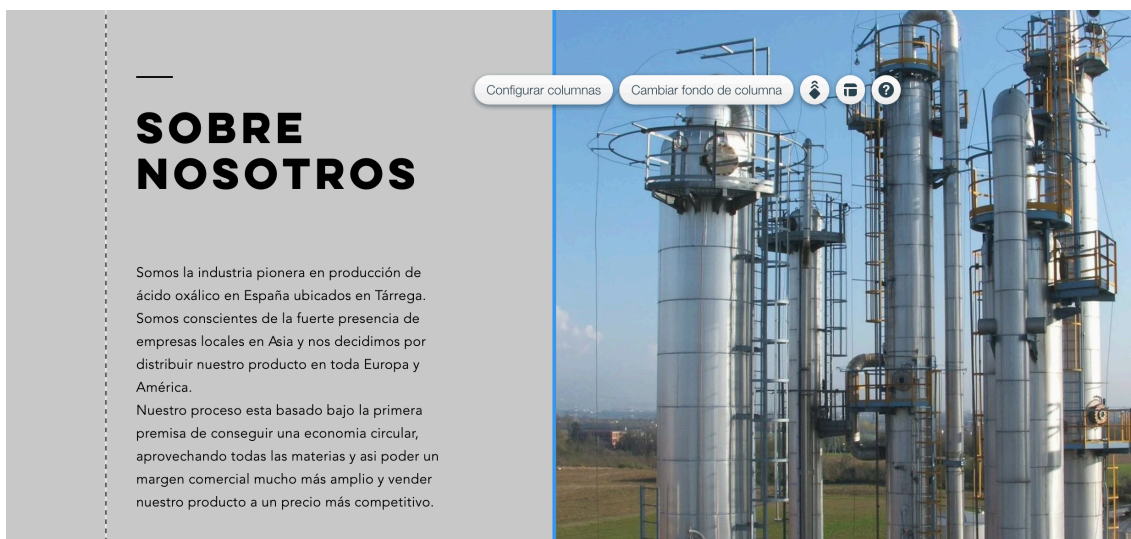 Configurar columnas
Cambiar fondo de columna
?
SOBRE
NOSOTROS
Somos la industria pionera en producción de
ácido oxálico en España ubicados en Tárrega.
Somos conscientes de la fuerte presencia de
empresas locales en Asia y nos decidimos por
distribuir nuestro producto en toda Europa y
América.
Nuestro proceso esta basado bajo la primera
premisa de conseguir una economia circular,
aprovechando todas las materias y asi poder un
margen comercial mucho más amplio y vender
nuestro producto a un precio más competitivo.